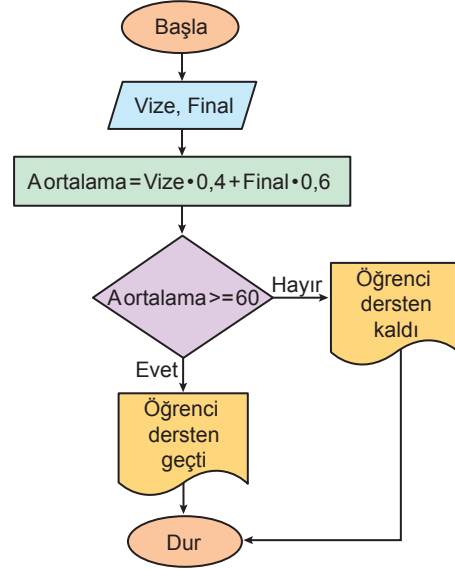 Başla
Vize, Final
Aortalama=Vize•0,4+Final•0,6
Aortalama>=60
Hayır
Öğrenci
dersten
kaldı
Evet
Öğrenci
dersten
geçti
Dur